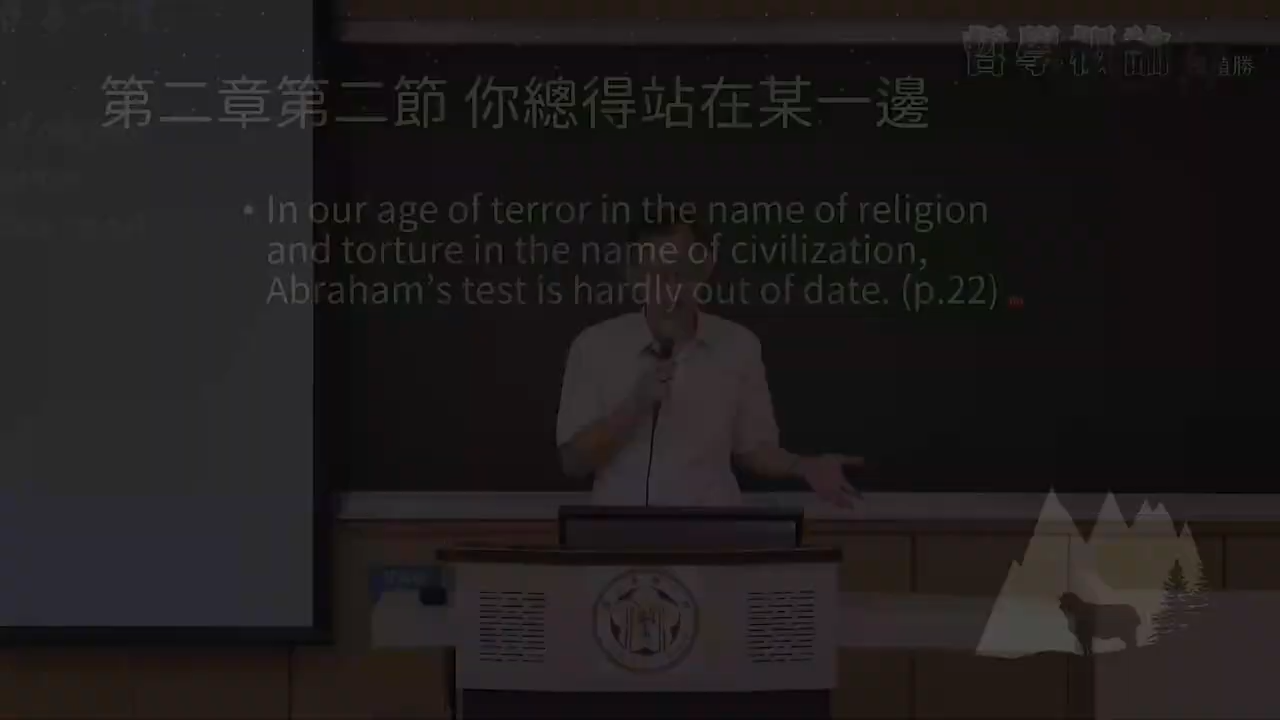 第二章第二節 你總得站在某一邊
• In our age of terror in the name of religion
and torture in the name of civilization,
Abraham's test is hardly out of date. (p.22)